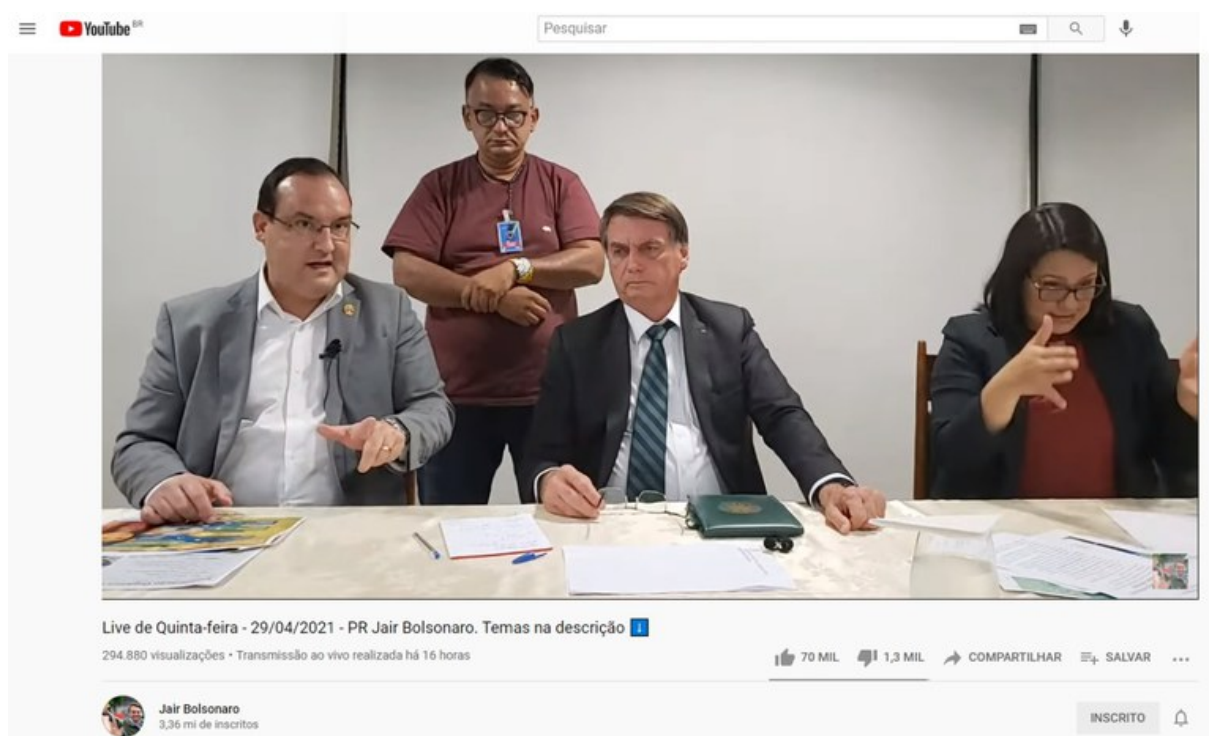 YouTube BR
Pesquisar
Live de Quinta-feira - 29/04/2021 - PR Jair Bolsonaro. Temas na descrição ⬇️
294.880 visualizações • Transmissão ao vivo realizada há 16 horas
70 MIL 1,3 MIL COMPARTILHAR SALVAR
Jair Bolsonaro
3,36 mi de inscritos
INSCRITO